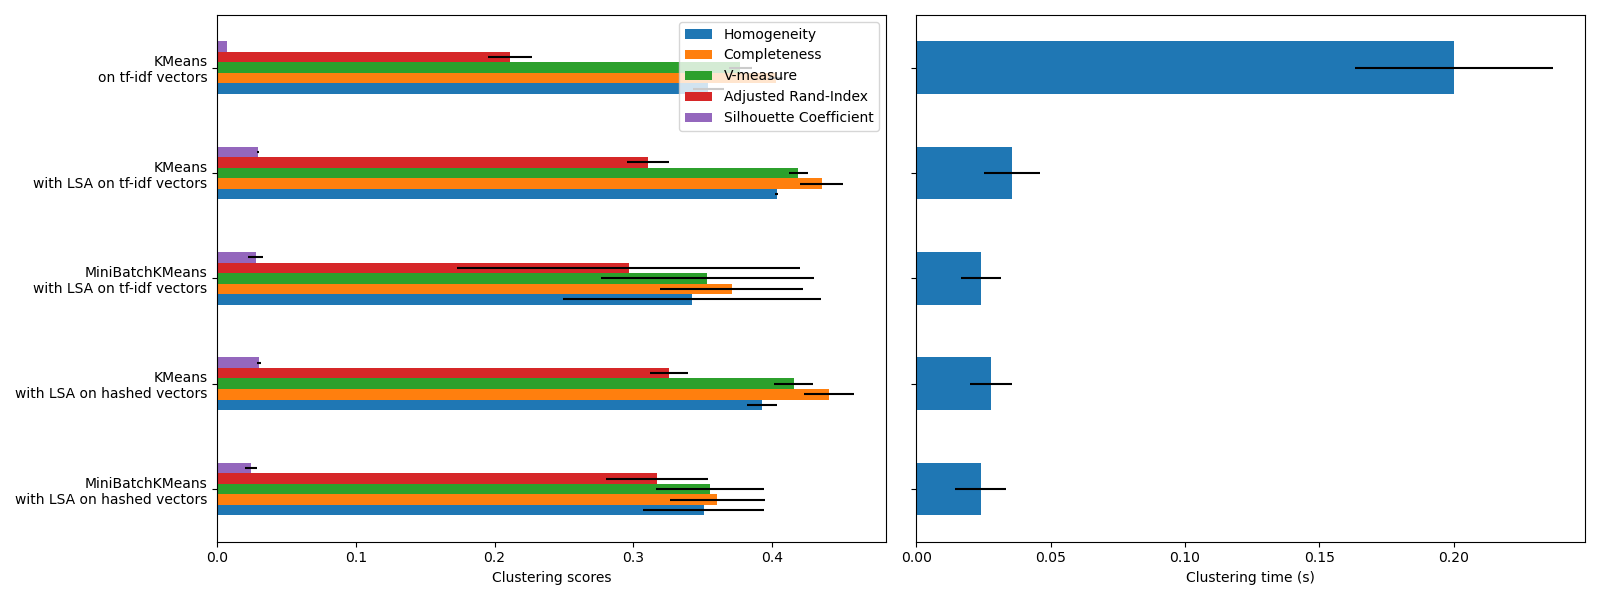 KMeans
on tf-idf vectors
KMeans
with LSA on tf-idf vectors
MiniBatchKMeans
with LSA on tf-idf vectors
KMeans
with LSA on hashed vectors
MiniBatchKMeans
with LSA on hashed vectors
Homogeneity
Completeness
V-measure
Adjusted Rand-Index
Silhouette Coefficient
0.0 0.1 0.2 0.3 0.4
Clustering scores
0.00 0.05 0.10 0.15 0.20
Clustering time (s)